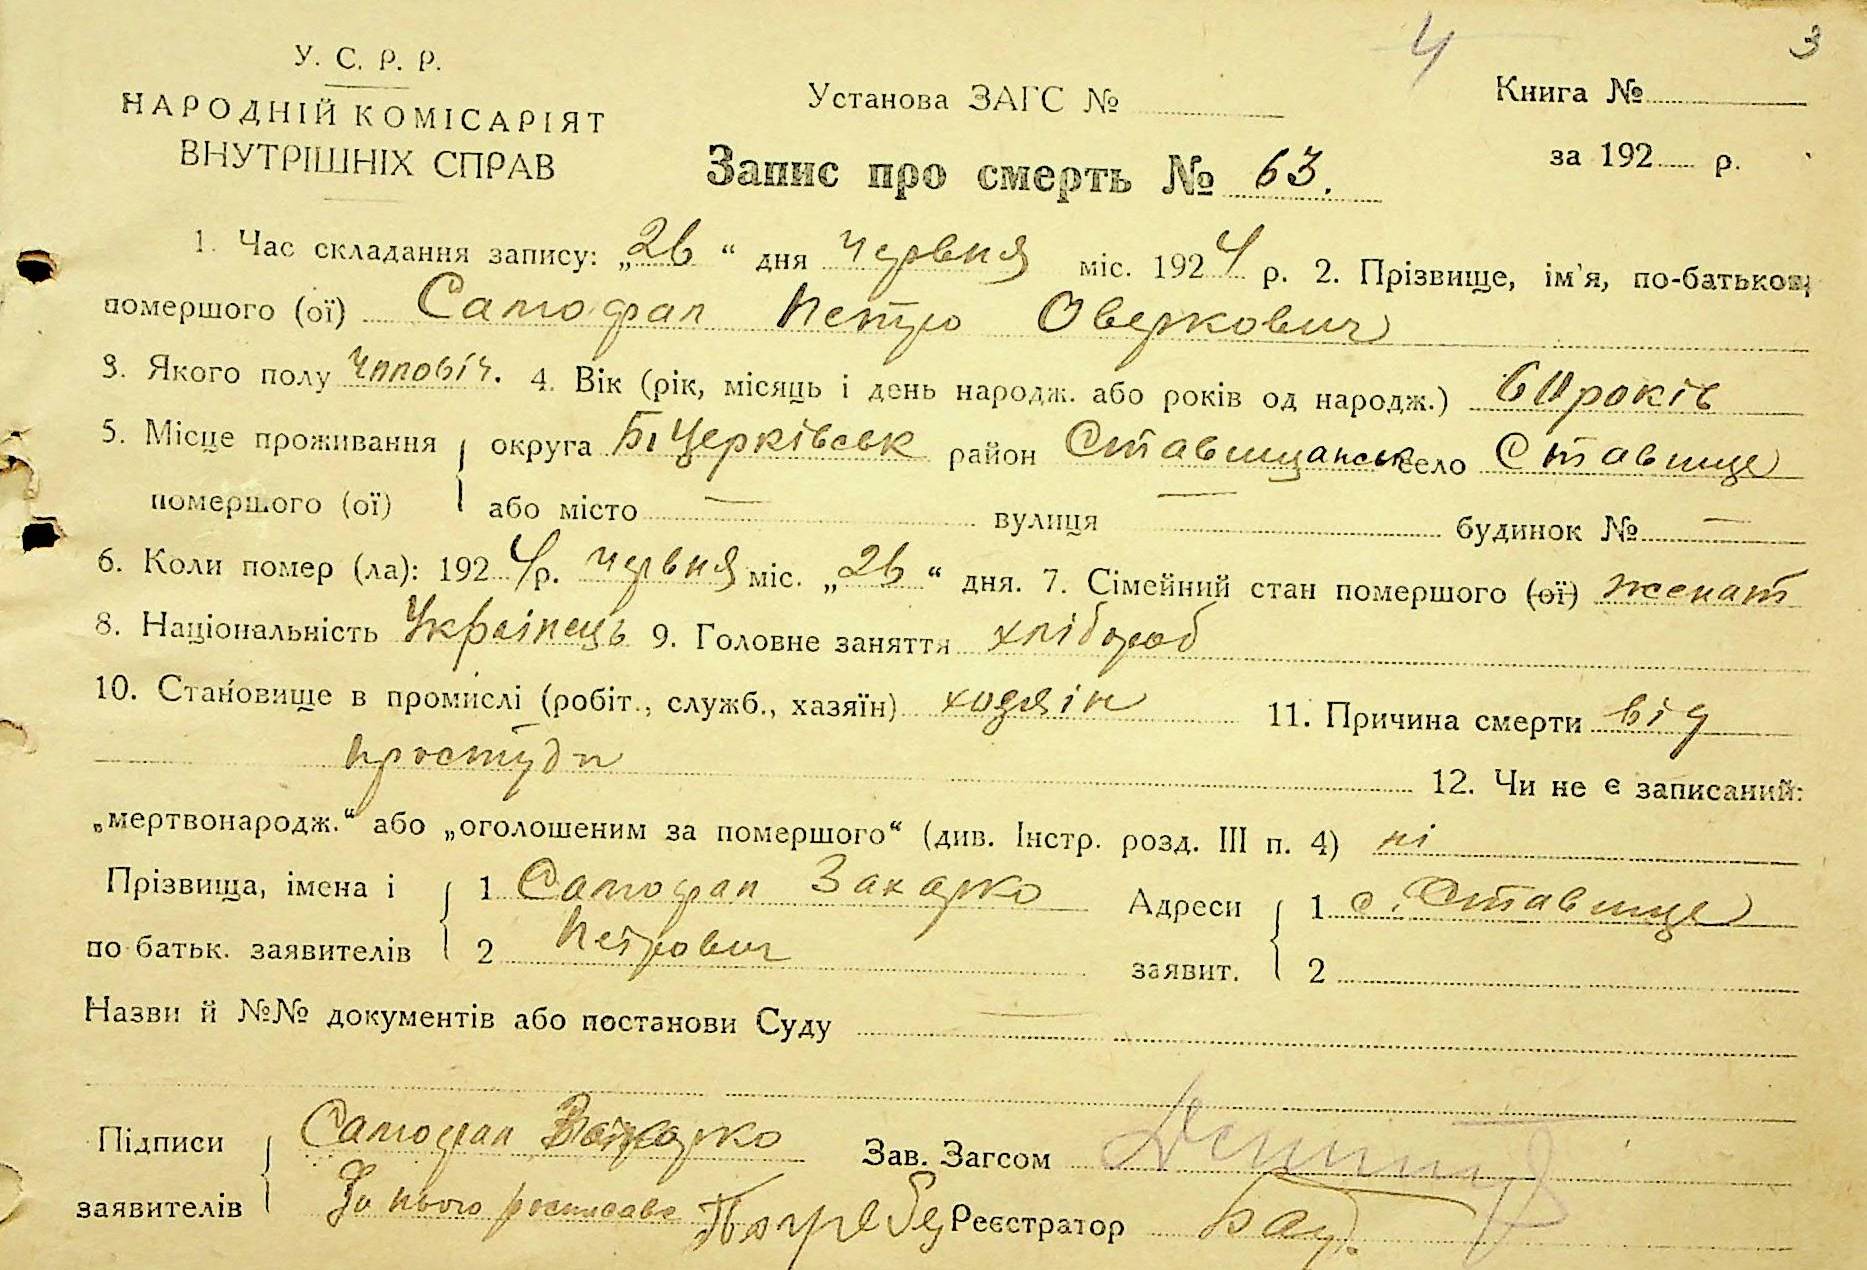 4
3
У. С. Р. Р.
НАРОДНІЙ КОМІСАРІЯТ
ВНУТРІШНІХ СПРАВ
Установа ЗАГС №
Книга №
за 192 р.
Запис про смерть № 63.
1. Час складання запису: „26“ дня червня міс. 1924 р. 2. Прізвище, ім'я, по-батькови
помершого (ої) Самофал Петро Оверкович
3. Якого полу чоловіч. 4. Вік (рік, місяць і день народж. або років од народж.) 60 років
5. Місце проживання округа Бі Церківськ район Ставищанськ село Ставище
помершого (ої) або місто — вулиця — будинок № —
6. Коли помер (ла): 1924 р. червня міс. „26“ дня. 7. Сімейний стан помершого (ої) женат
8. Національність Українець 9. Головне заняття хлібороб
10. Становище в промислі (робіт., служб., хазяїн) ходяін 11. Причина смерти від
простуди 12. Чи не є записаний:
„мертвонародж.“ або „оголошеним за помершого“ (див. Інстр. розд. III п. 4) ні
Прізвища, імена і 1 Самофал Захарко Адреси 1 с. Ставище
по батьк. заявителів 2 Петрович заявит. 2
Назви й №№ документів або постанови Суду —
Підписи Самофал Захарко Зав. Загсом
заявителів За нього росписавс Реєстратор